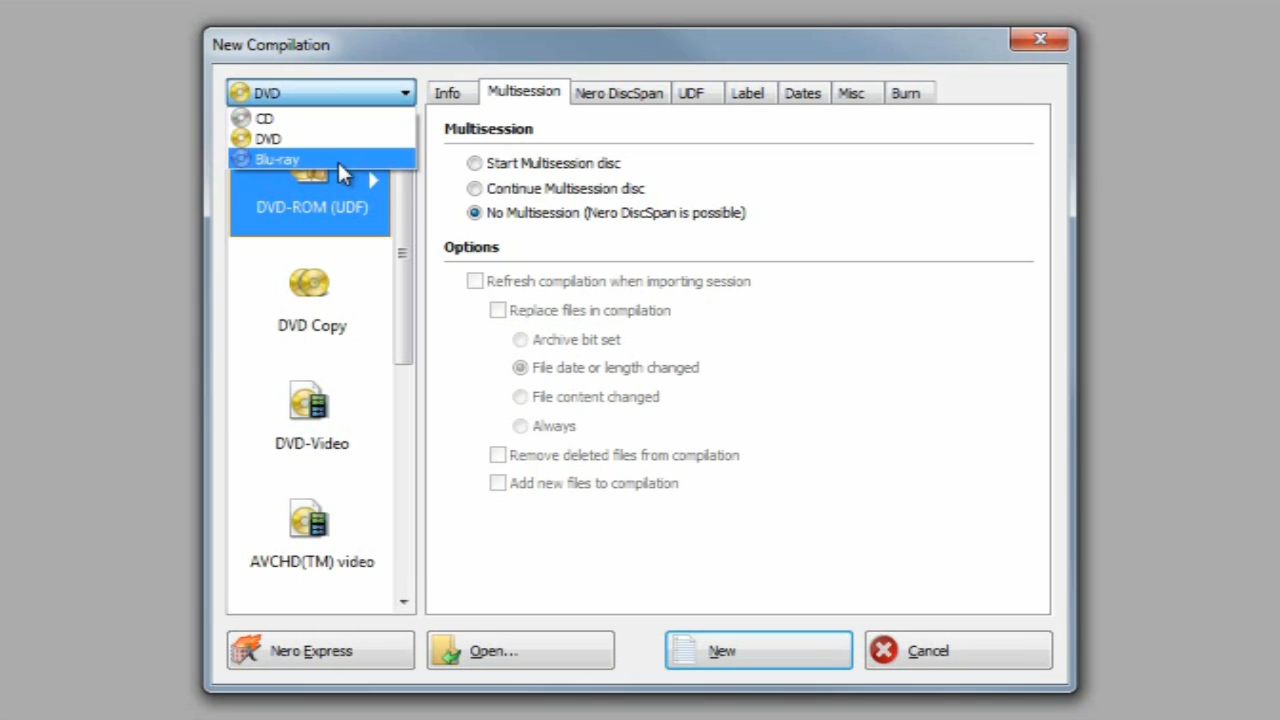 New Compilation
DVD
CD
DVD
Blu-ray
DVD-ROM (UDF)
DVD Copy
DVD-Video
AVCHD(TM) video
Info Multisession Nero DiscSpan UDF Label Dates Misc Burn
Multisession
Start Multisession disc
Continue Multisession disc
No Multisession (Nero DiscSpan is possible)
Options
Refresh compilation when importing session
Replace files in compilation
Archive bit set
File date or length changed
File content changed
Always
Remove deleted files from compilation
Add new files to compilation
Nero Express Open... New Cancel